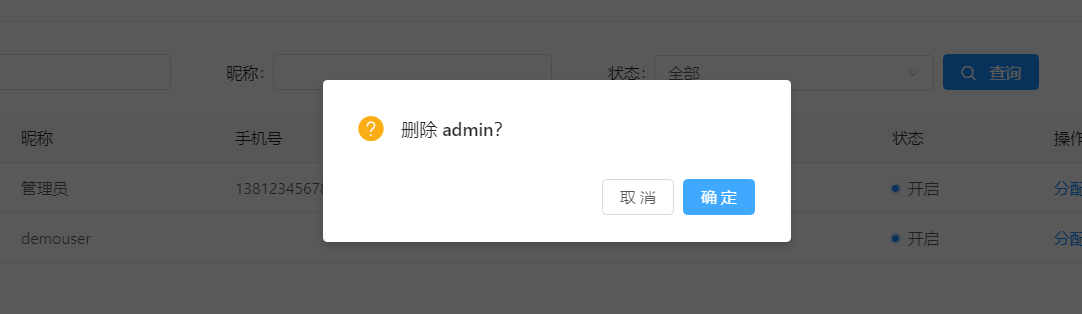 昵称: 状态: 全部 查询
删除 admin?
昵称 手机号 状态 操作
管理员 1381234567 开启 分配
取 消 确 定
demouser 开启 分配